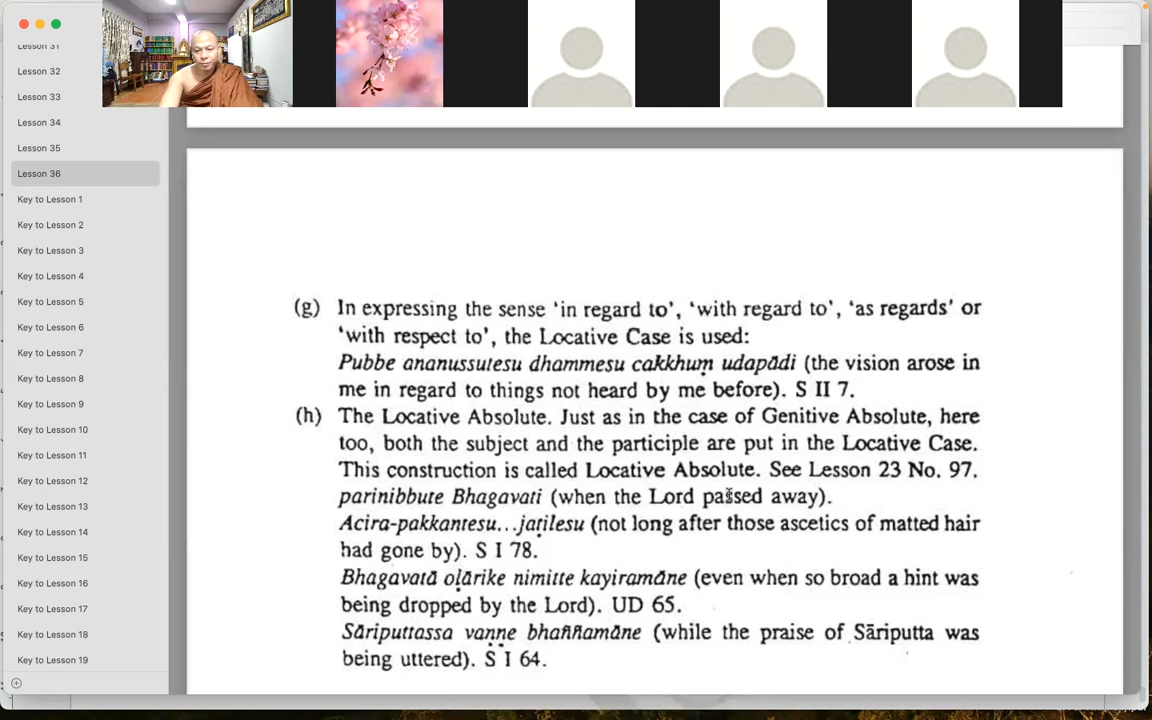 Lesson 31
Lesson 32
Lesson 33
Lesson 34
Lesson 35
Lesson 36
Key to Lesson 1
Key to Lesson 2
Key to Lesson 3
Key to Lesson 4
Key to Lesson 5
Key to Lesson 6
Key to Lesson 7
Key to Lesson 8
Key to Lesson 9
Key to Lesson 10
Key to Lesson 11
Key to Lesson 12
Key to Lesson 13
Key to Lesson 14
Key to Lesson 15
Key to Lesson 16
Key to Lesson 17
Key to Lesson 18
Key to Lesson 19
(g) In expressing the sense ‘in regard to’, ‘with regard to’, ‘as regards’ or
‘with respect to’, the Locative Case is used:
Pubbe ananussutesu dhammesu cakkhuṃ udapādi (the vision arose in
me in regard to things not heard by me before). S II 7.
(h) The Locative Absolute. Just as in the case of Genitive Absolute, here
too, both the subject and the participle are put in the Locative Case.
This construction is called Locative Absolute. See Lesson 23 No. 97.
parinibbute Bhagavati (when the Lord passed away).
Acira-pakkantesu...jaṭilesu (not long after those ascetics of matted hair
had gone by). S I 78.
Bhagavatā oḷārike nimitte kayiramāne (even when so broad a hint was
being dropped by the Lord). UD 65.
Sāriputtassa vaṇṇe bhaññamāne (while the praise of Sāriputta was
being uttered). S I 64.